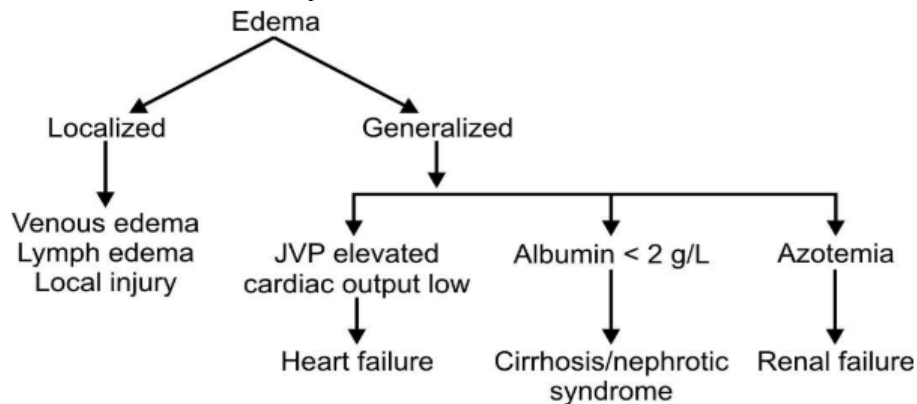 Edema
Localized
Generalized
Venous edema
Lymph edema
Local injury
JVP elevated
cardiac output low
Albumin < 2 g/L
Azotemia
Heart failure
Cirrhosis/nephrotic
syndrome
Renal failure